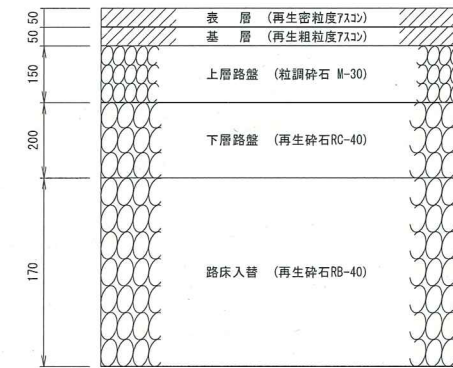 50
表　層　(再生密粒度アスコン)
50
基　層　(再生粗粒度アスコン)
150
上層路盤　(粒調砕石 M-30)
200
下層路盤　(再生砕石RC-40)
170
路床入替　(再生砕石RB-40)